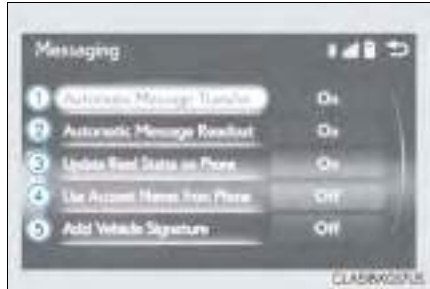 Messaging
1 Automatic Message Transfer On
2 Automatic Message Readout On
3 Update Read Status on Phone On
4 Use Account Names from Phone Off
5 Add Vehicle Signature Off